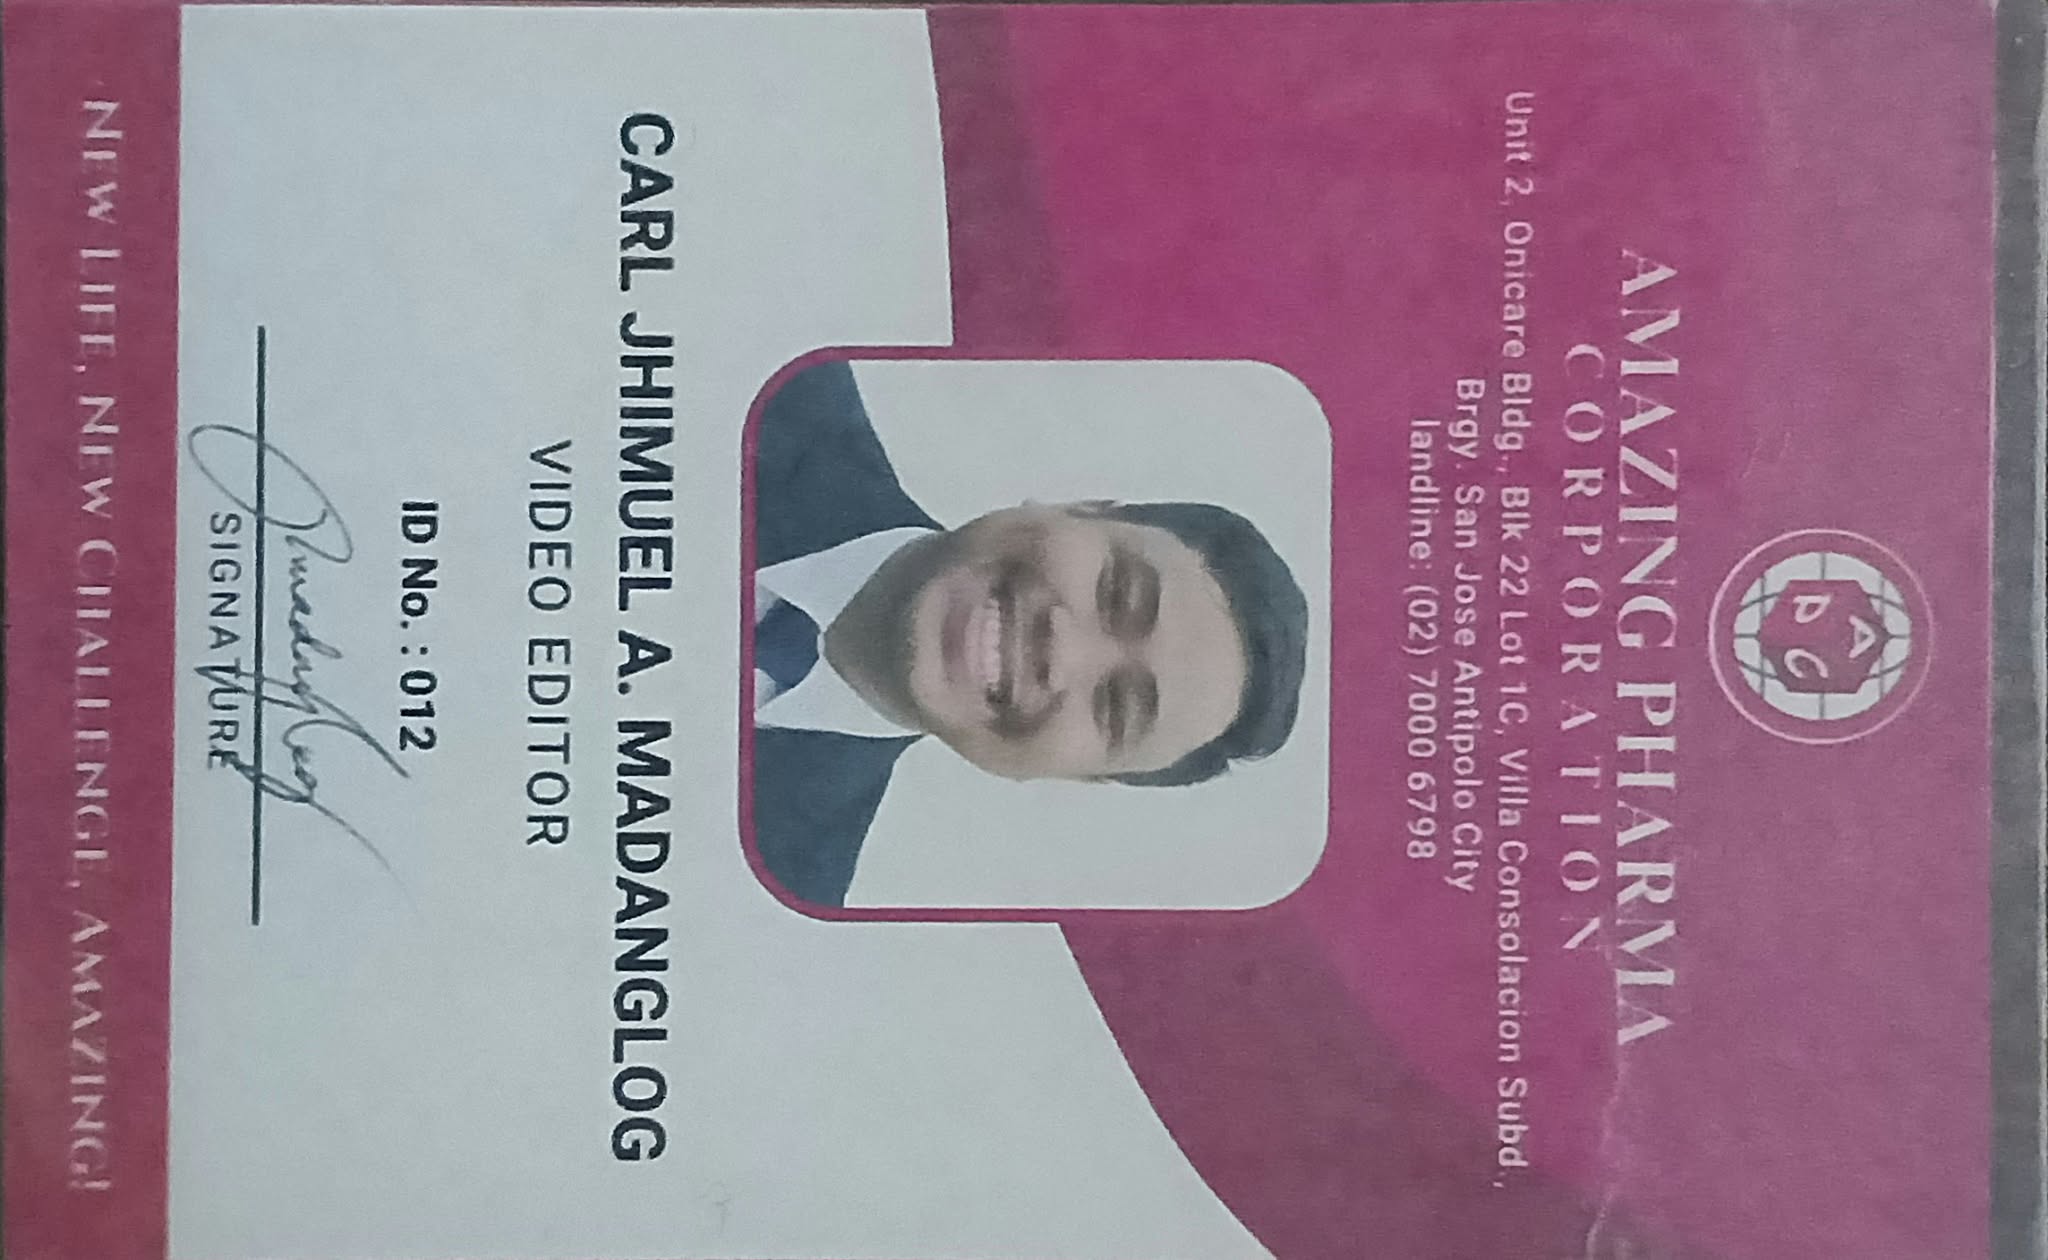 A
P C
AMAZING PHARMA
CORPORATION
Unit 2, Onicare Bldg., Blk 22 Lot 1C, Villa Consolacion Subd.,
Brgy. San Jose Antipolo City
landline: (02) 7000 6798
CARL JHIMUEL A. MADANGLOG
VIDEO EDITOR
ID No. : 012
SIGNATURE
NEW LIFE, NEW CHALLENGE, AMAZING!